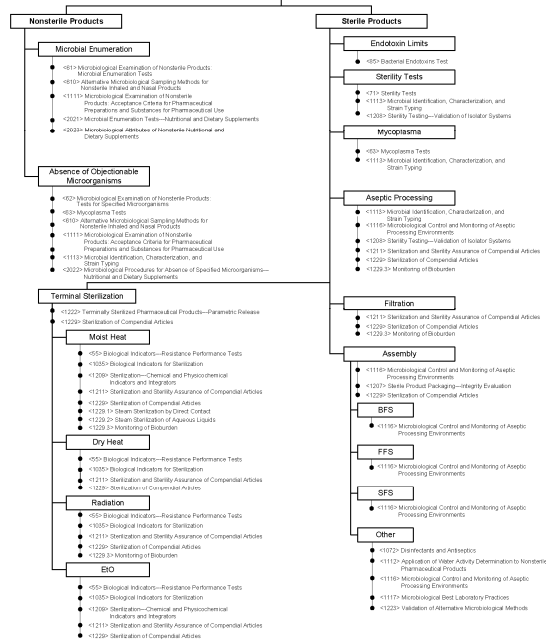 Nonsterile Products
Microbial Enumeration
<61> Microbiological Examination of Nonsterile Products:
Microbial Enumeration Tests
<610> Alternative Microbiological Sampling Methods for
Nonsterile Inhaled and Nasal Products
<1111> Microbiological Examination of Nonsterile
Products: Acceptance Criteria for Pharmaceutical
Preparations and Substances for Pharmaceutical Use
<2021> Microbial Enumeration Tests—Nutritional and Dietary Supplements
<2023> Microbiological Attributes of Nonsterile Nutritional and
Dietary Supplements
Absence of Objectionable
Microorganisms
<62> Microbiological Examination of Nonsterile Products:
Tests for Specified Microorganisms
<63> Mycoplasma Tests
<610> Alternative Microbiological Sampling Methods for
Nonsterile Inhaled and Nasal Products
<1111> Microbiological Examination of Nonsterile
Products: Acceptance Criteria for Pharmaceutical
Preparations and Substances for Pharmaceutical Use
<1113> Microbial Identification, Characterization, and
Strain Typing
<2022> Microbiological Procedures for Absence of Specified Microorganisms—
Nutritional and Dietary Supplements
Terminal Sterilization
<1222> Terminally Sterilized Pharmaceutical Products—Parametric Release
<1229> Sterilization of Compendial Articles
Moist Heat
<55> Biological Indicators—Resistance Performance Tests
<1035> Biological Indicators for Sterilization
<1209> Sterilization—Chemical and Physicochemical
Indicators and Integrators
<1211> Sterilization and Sterility Assurance of Compendial Articles
<1229> Sterilization of Compendial Articles
<1229.1> Steam Sterilization by Direct Contact
<1229.2> Steam Sterilization of Aqueous Liquids
<1229.3> Monitoring of Bioburden
Dry Heat
<55> Biological Indicators—Resistance Performance Tests
<1035> Biological Indicators for Sterilization
<1211> Sterilization and Sterility Assurance of Compendial Articles
<1229> Sterilization of Compendial Articles
Radiation
<55> Biological Indicators—Resistance Performance Tests
<1035> Biological Indicators for Sterilization
<1211> Sterilization and Sterility Assurance of Compendial Articles
<1229> Sterilization of Compendial Articles
<1229.3> Monitoring of Bioburden
EtO
<55> Biological Indicators—Resistance Performance Tests
<1035> Biological Indicators for Sterilization
<1209> Sterilization—Chemical and Physicochemical
Indicators and Integrators
<1211> Sterilization and Sterility Assurance of Compendial Articles
<1229> Sterilization of Compendial Articles
Sterile Products
Endotoxin Limits
<85> Bacterial Endotoxins Test
Sterility Tests
<71> Sterility Tests
<1113> Microbial Identification, Characterization, and
Strain Typing
<1208> Sterility Testing—Validation of Isolator Systems
Mycoplasma
<63> Mycoplasma Tests
<1113> Microbial Identification, Characterization, and
Strain Typing
Aseptic Processing
<1113> Microbial Identification, Characterization, and
Strain Typing
<1116> Microbiological Control and Monitoring of Aseptic
Processing Environments
<1208> Sterility Testing—Validation of Isolator Systems
<1211> Sterilization and Sterility Assurance of Compendial Articles
<1229> Sterilization of Compendial Articles
<1229.3> Monitoring of Bioburden
Filtration
<1211> Sterilization and Sterility Assurance of Compendial Articles
<1229> Sterilization of Compendial Articles
<1229.3> Monitoring of Bioburden
Assembly
<1116> Microbiological Control and Monitoring of Aseptic
Processing Environments
<1207> Sterile Product Packaging—Integrity Evaluation
<1229> Sterilization of Compendial Articles
BFS
<1116> Microbiological Control and Monitoring of Aseptic
Processing Environments
FFS
<1116> Microbiological Control and Monitoring of Aseptic
Processing Environments
SFS
<1116> Microbiological Control and Monitoring of Aseptic
Processing Environments
Other
<1072> Disinfectants and Antiseptics
<1112> Application of Water Activity Determination to Nonsterile
Pharmaceutical Products
<1116> Microbiological Control and Monitoring of Aseptic
Processing Environments
<1117> Microbiological Best Laboratory Practices
<1223> Validation of Alternative Microbiological Methods